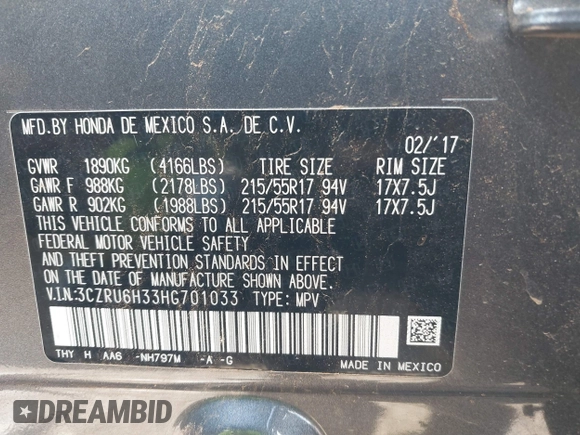 MFD.BY HONDA DE MEXICO S.A. DE C.V.
02/'17
GVWR 1890KG (4166LBS) TIRE SIZE RIM SIZE
GAWR F 988KG (2178LBS) 215/55R17 94V 17X7.5J
GAWR R 902KG (1988LBS) 215/55R17 94V 17X7.5J
THIS VEHICLE CONFORMS TO ALL APPLICABLE
FEDERAL MOTOR VEHICLE SAFETY
AND THEFT PREVENTION STANDARDS IN EFFECT
ON THE DATE OF MANUFACTURE SHOWN ABOVE.
V.I.N:3CZRU6H33HG701033 TYPE: MPV
THY H AA6 -NH797M -A -G
MADE IN MEXICO
DREAMBID